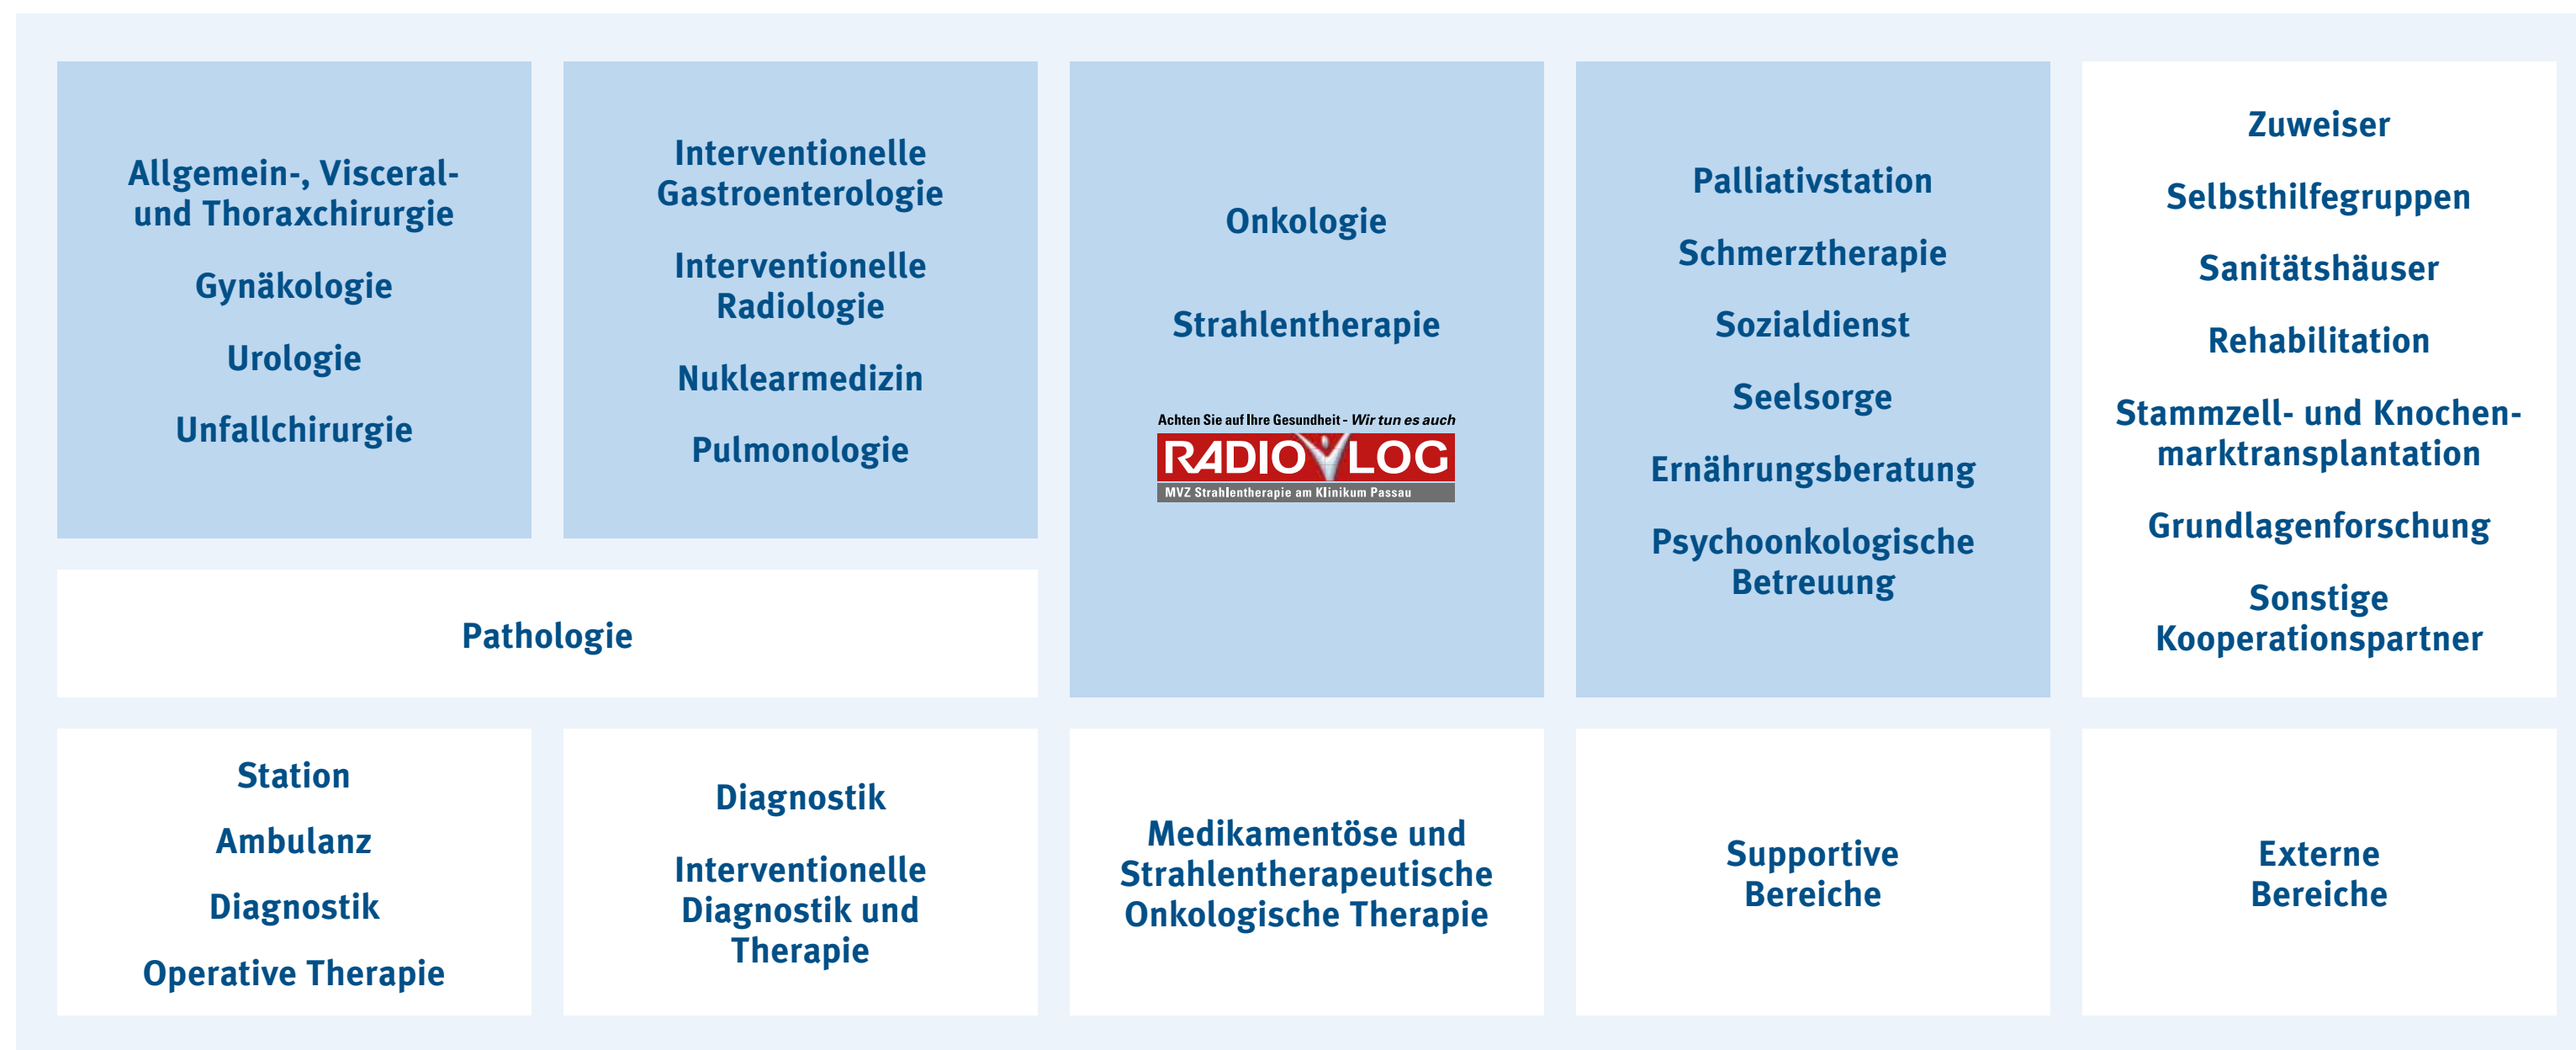 Allgemein-, Visceral-
und Thoraxchirurgie
Gynäkologie
Urologie
Unfallchirurgie
Interventionelle
Gastroenterologie
Interventionelle
Radiologie
Nuklearmedizin
Pulmonologie
Pathologie
Onkologie
Strahlentherapie
Achten Sie auf Ihre Gesundheit - Wir tun es auch
RADIO LOG
MVZ Strahlentherapie am Klinikum Passau
Palliativstation
Schmerztherapie
Sozialdienst
Seelsorge
Ernährungsberatung
Psychoonkologische
Betreuung
Zuweiser
Selbsthilfegruppen
Sanitätshäuser
Rehabilitation
Stammzell- und Knochen-
marktransplantation
Grundlagenforschung
Sonstige
Kooperationspartner
Station
Ambulanz
Diagnostik
Operative Therapie
Diagnostik
Interventionelle
Diagnostik und
Therapie
Medikamentöse und
Strahlentherapeutische
Onkologische Therapie
Supportive
Bereiche
Externe
Bereiche